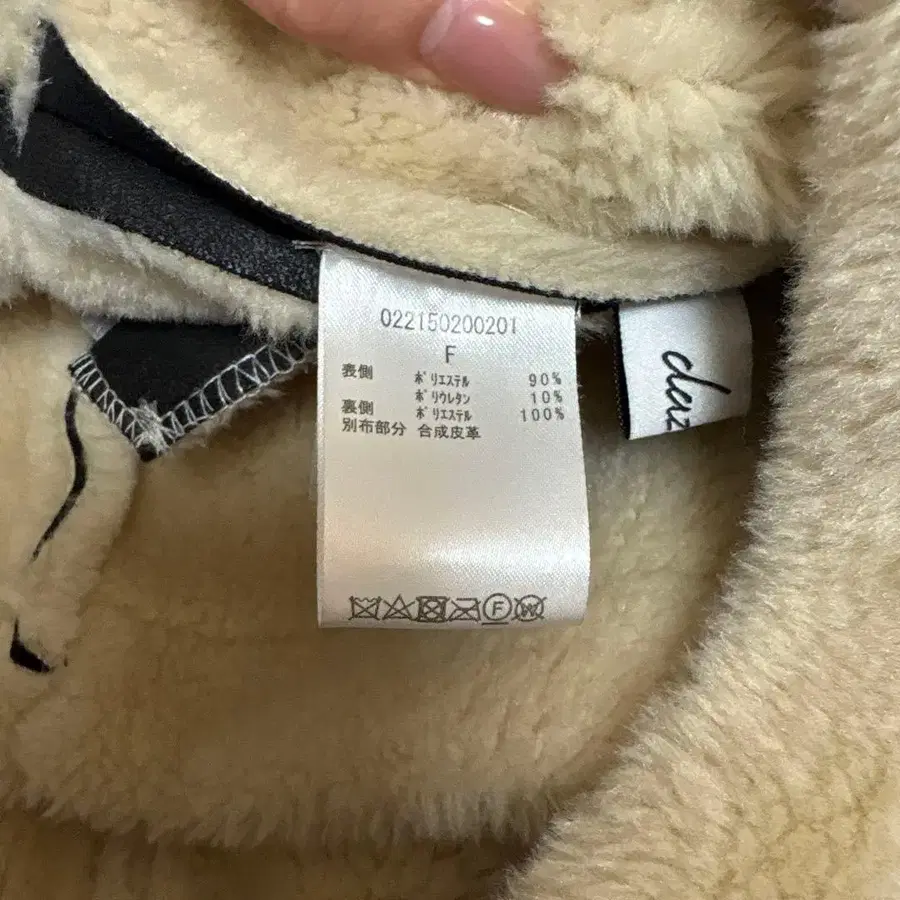 022150200201
F
表側 ポリエステル 90%
ポリウレタン 10%
裏側 ポリエステル 100%
別布部分 合成皮革
F W
daz